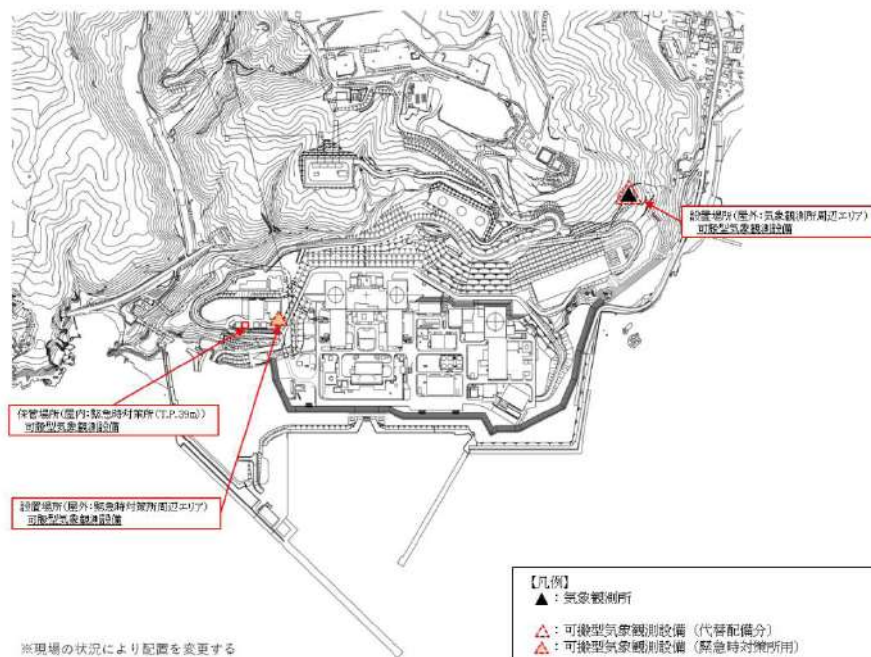 設置場所(屋外:気象観測所周辺エリア)
可搬型気象観測設備
保管場所(屋内:緊急時対策所(T.P.39m))
可搬型気象観測設備
設置場所(屋外:緊急時対策所周辺エリア)
可搬型気象観測設備
【凡例】
▲:気象観測所
△:可搬型気象観測設備(代替配備分)
△:可搬型気象観測設備(緊急時対策所用)
※現場の状況により配置を変更する